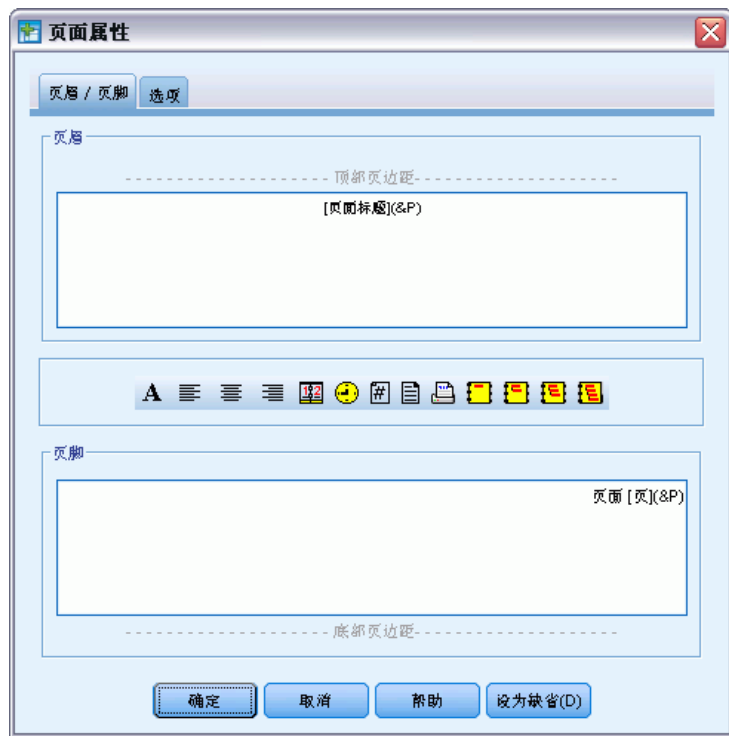 页面属性
页眉 / 页脚
选项
页眉
- - - - - - - - - - - - - - - - - - - 顶部页边距- - - - - - - - - - - - - - - - - - -
[页面标题](&P)
A
12
#
页脚
页面 [页](&P)
- - - - - - - - - - - - - - - - - - - 底部页边距- - - - - - - - - - - - - - - - - - -
确定
取消
帮助
设为缺省(D)